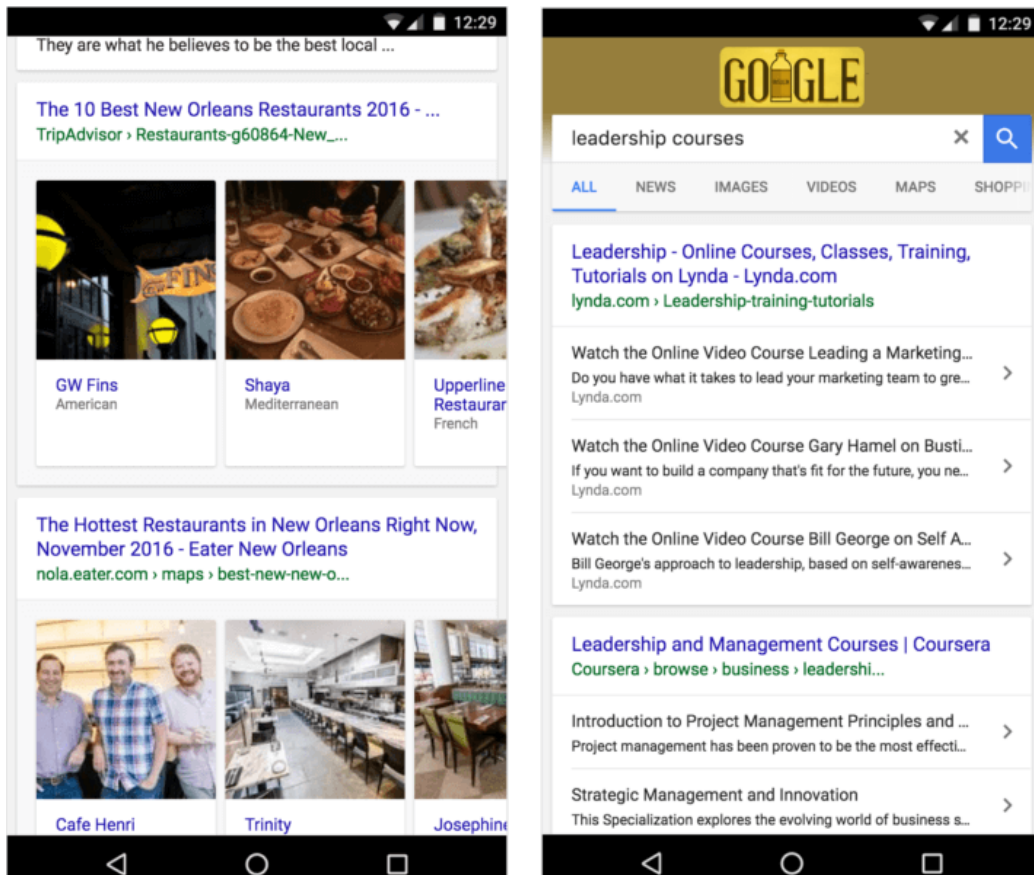 12:29
They are what he believes to be the best local ...
The 10 Best New Orleans Restaurants 2016 - ...
TripAdvisor › Restaurants-g60864-New_...
FINS
GW Fins
American
Shaya
Mediterranean
Upperline
Restaurar
French
The Hottest Restaurants in New Orleans Right Now,
November 2016 - Eater New Orleans
nola.eater.com › maps › best-new-new-o...
Cafe Henri
Trinity
Josephine
12:29
GOOGLE
leadership courses
ALL NEWS IMAGES VIDEOS MAPS SHOPPI
Leadership - Online Courses, Classes, Training,
Tutorials on Lynda - Lynda.com
lynda.com › Leadership-training-tutorials
Watch the Online Video Course Leading a Marketing...
Do you have what it takes to lead your marketing team to gre...
Lynda.com
Watch the Online Video Course Gary Hamel on Busti...
If you want to build a company that's fit for the future, you ne...
Lynda.com
Watch the Online Video Course Bill George on Self A...
Bill George's approach to leadership, based on self-awarenes...
Lynda.com
Leadership and Management Courses | Coursera
Coursera › browse › business › leadershi...
Introduction to Project Management Principles and ...
Project management has been proven to be the most effecti...
Strategic Management and Innovation
This Specialization explores the evolving world of business s...